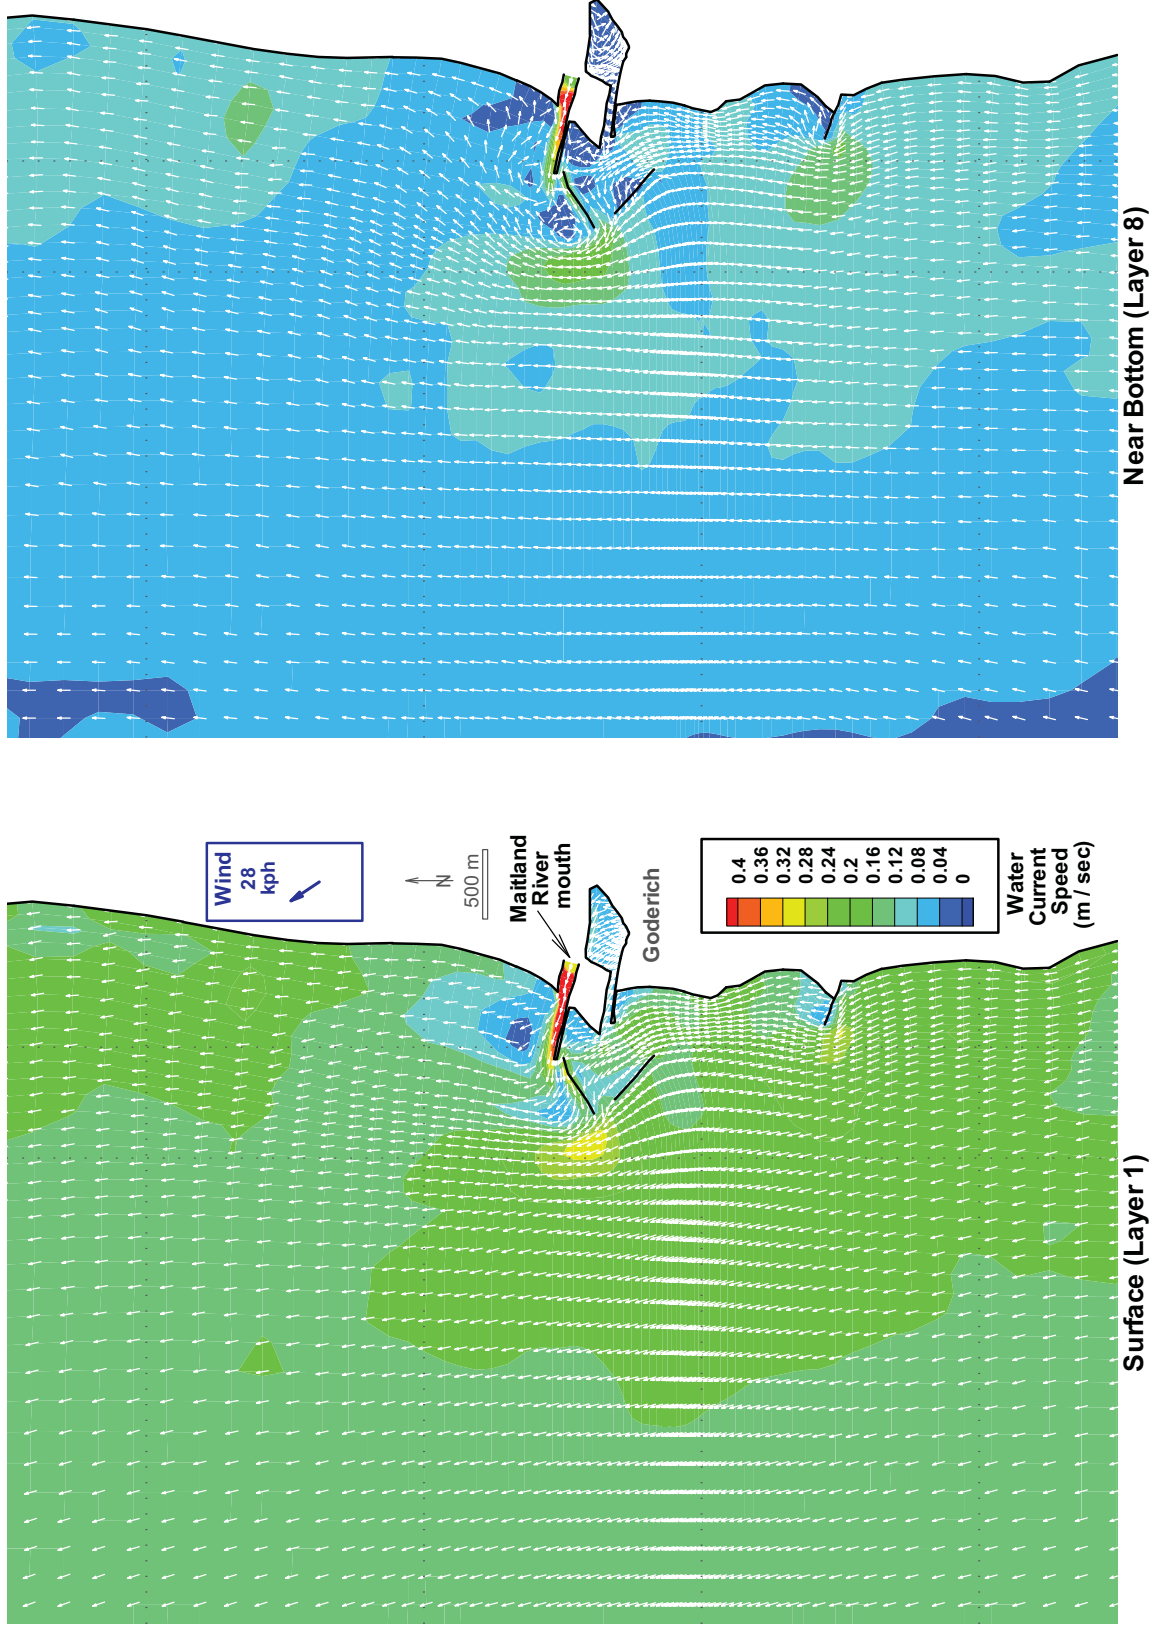 Near Bottom (Layer 8)
Wind
28
kph
N
500 m
Maitland
River
mouth
Goderich
0.4
0.36
0.32
0.28
0.24
0.2
0.16
0.12
0.08
0.04
0
Water
Current
Speed
(m / sec)
Surface (Layer 1)